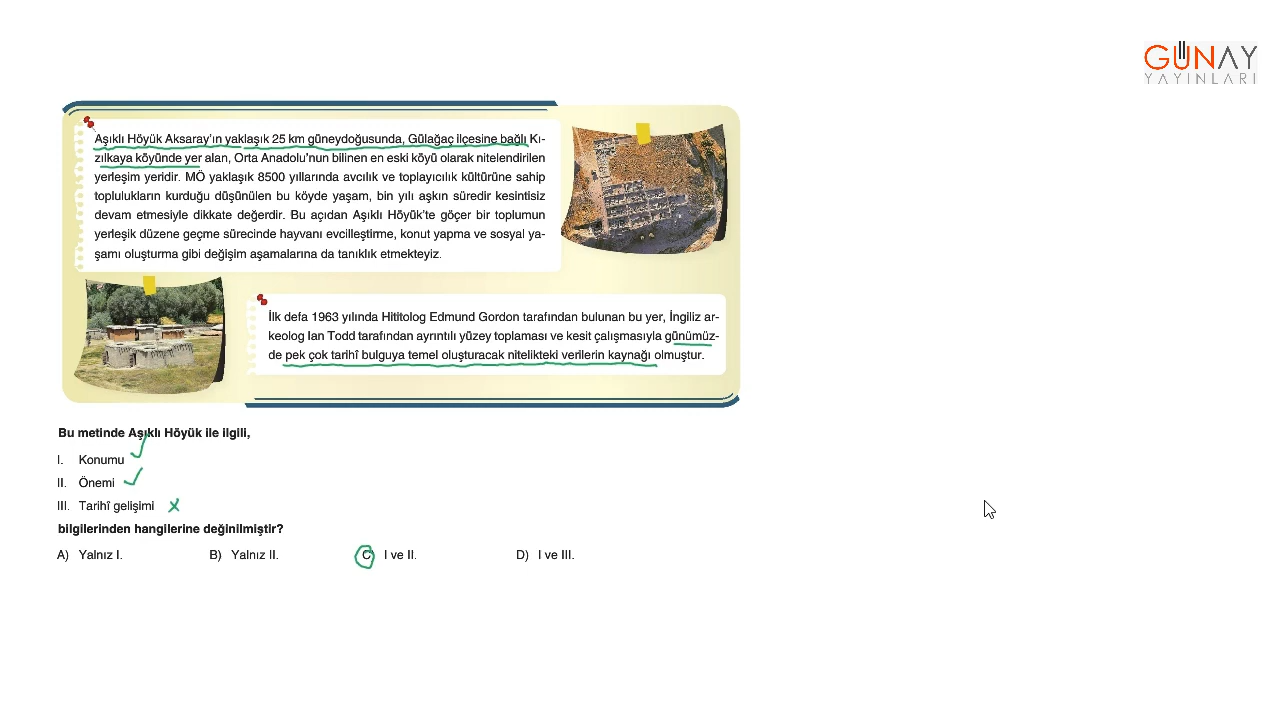 GÜNAY
YAYINLARI
Aşıklı Höyük Aksaray'ın yaklaşık 25 km güneydoğusunda, Gülağaç ilçesine bağlı Kı-
zılkaya köyünde yer alan, Orta Anadolu'nun bilinen en eski köyü olarak nitelendirilen
yerleşim yeridir. MÖ yaklaşık 8500 yıllarında avcılık ve toplayıcılık kültürüne sahip
toplulukların kurduğu düşünülen bu köyde yaşam, bin yılı aşkın süredir kesintisiz
devam etmesiyle dikkate değerdir. Bu açıdan Aşıklı Höyük'te göçer bir toplumun
yerleşik düzene geçme sürecinde hayvanı evcilleştirme, konut yapma ve sosyal ya-
şamı oluşturma gibi değişim aşamalarına da tanıklık etmekteyiz.
İlk defa 1963 yılında Hititolog Edmund Gordon tarafından bulunan bu yer, İngiliz ar-
keolog Ian Todd tarafından ayrıntılı yüzey toplaması ve kesit çalışmasıyla günümüz-
de pek çok tarihî bulguya temel oluşturacak nitelikteki verilerin kaynağı olmuştur.
Bu metinde Aşıklı Höyük ile ilgili,
I. Konumu
II. Önemi
III. Tarihî gelişimi
bilgilerinden hangilerine değinilmiştir?
A) Yalnız I. B) Yalnız II. C) I ve II. D) I ve III.